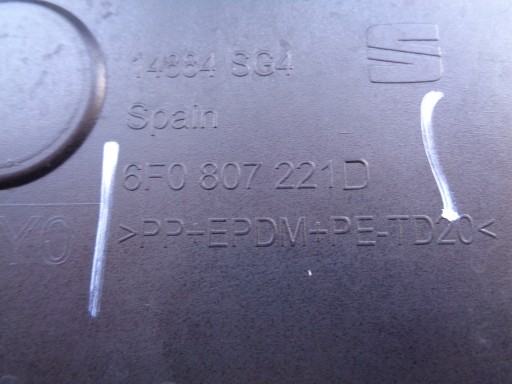 14884 SG4
Spain
6F0 807 221D
>PP+EPDM+PE-TD20<